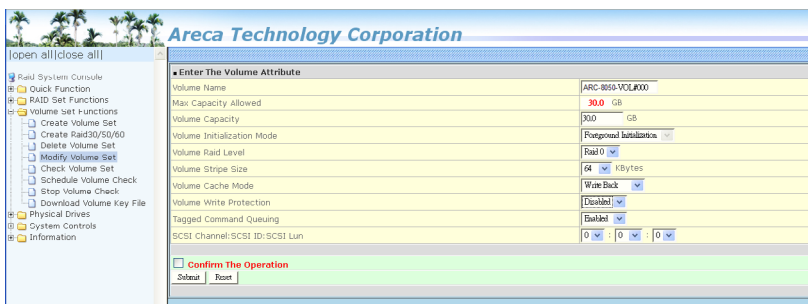 Areca Technology Corporation
|open all|close all|
Raid System Console
Quick Function
RAID Set Functions
Volume Set Functions
Create Volume Set
Create Raid30/50/60
Delete Volume Set
Modify Volume Set
Check Volume Set
Schedule Volume Check
Stop Volume Check
Download Volume Key File
Physical Drives
System Controls
Information
Enter The Volume Attribute
Volume Name ARC-8050-VOL#000
Max Capacity Allowed 30.0 GB
Volume Capacity 30.0 GB
Volume Initialization Mode Foreground Initialization
Volume Raid Level Raid 0
Volume Stripe Size 64 KBytes
Volume Cache Mode Write Back
Volume Write Protection Disabled
Tagged Command Queuing Enabled
SCSI Channel:SCSI ID:SCSI Lun 0 : 0 : 0
Confirm The Operation
Submit Reset